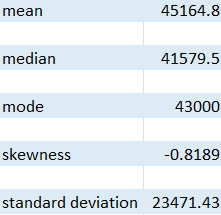 mean 45164.8
median 41579.5
mode 43000
skewness -0.8189
standard deviation 23471.43